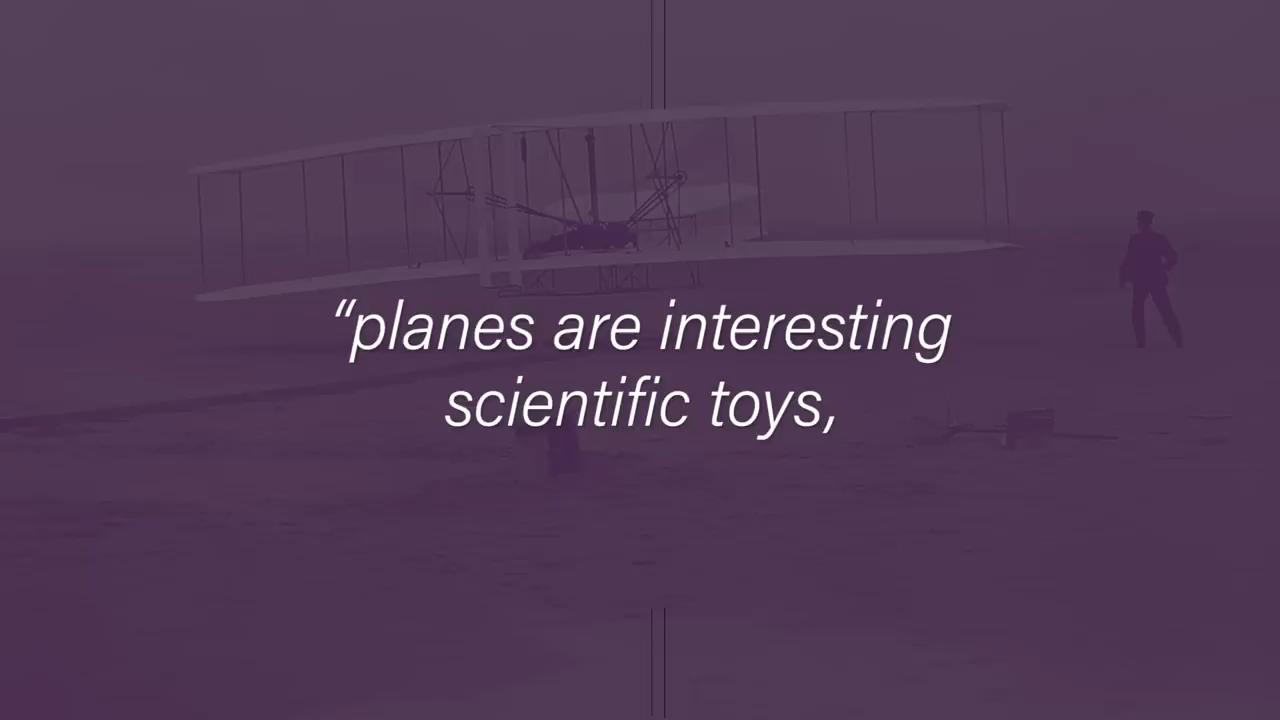 “planes are interesting
scientific toys,